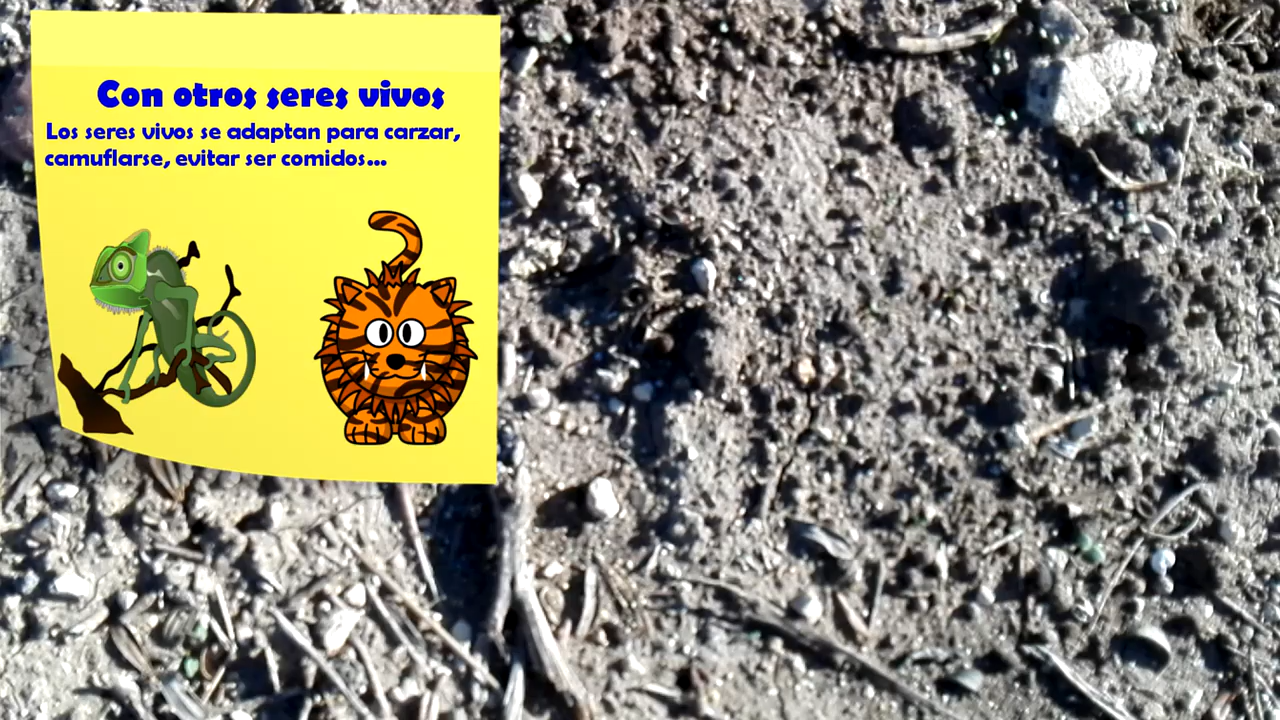 Con otros seres vivos
Los seres vivos se adaptan para carzar,
camuflarse, evitar ser comidos...